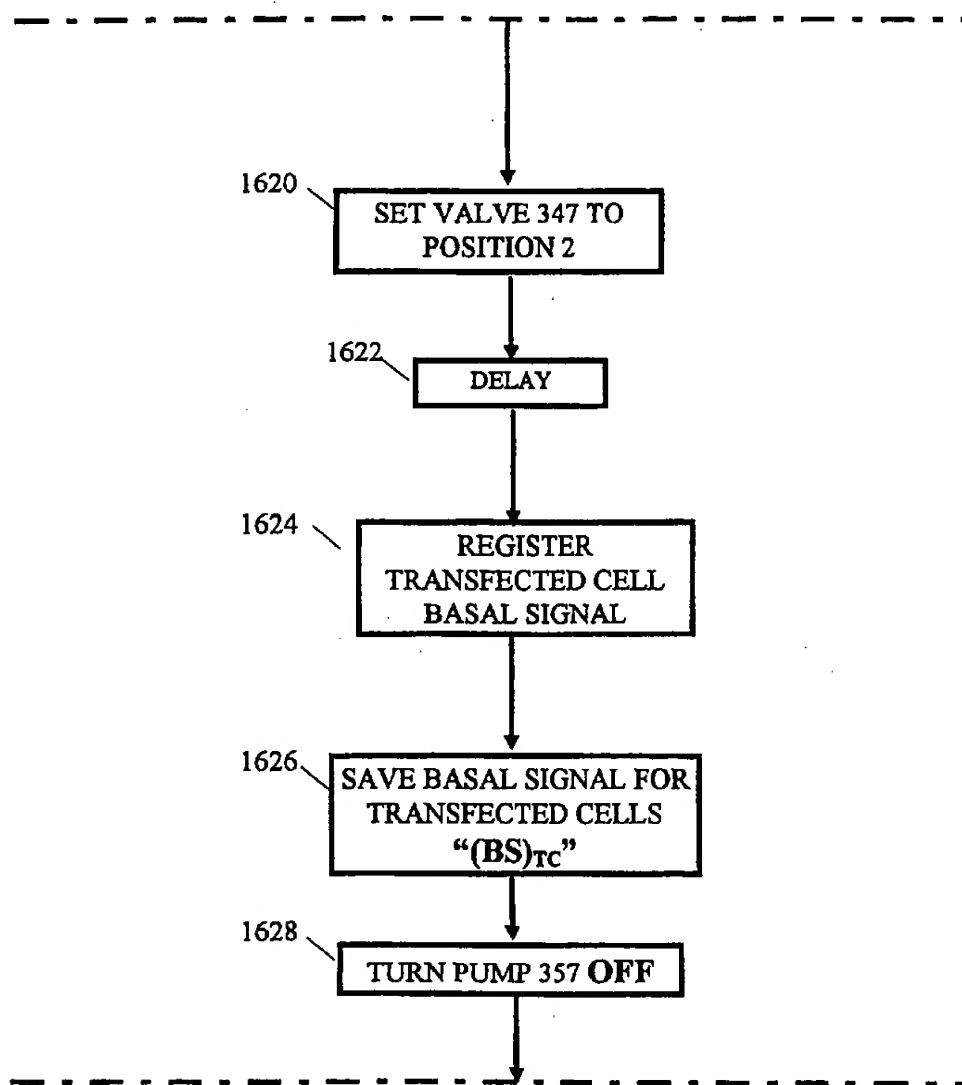 1620
SET VALVE 347 TO
POSITION 2
1622
DELAY
1624
REGISTER
TRANSFECTED CELL
BASAL SIGNAL
1626
SAVE BASAL SIGNAL FOR
TRANSFECTED CELLS
“(BS)TC”
1628
TURN PUMP 357 OFF